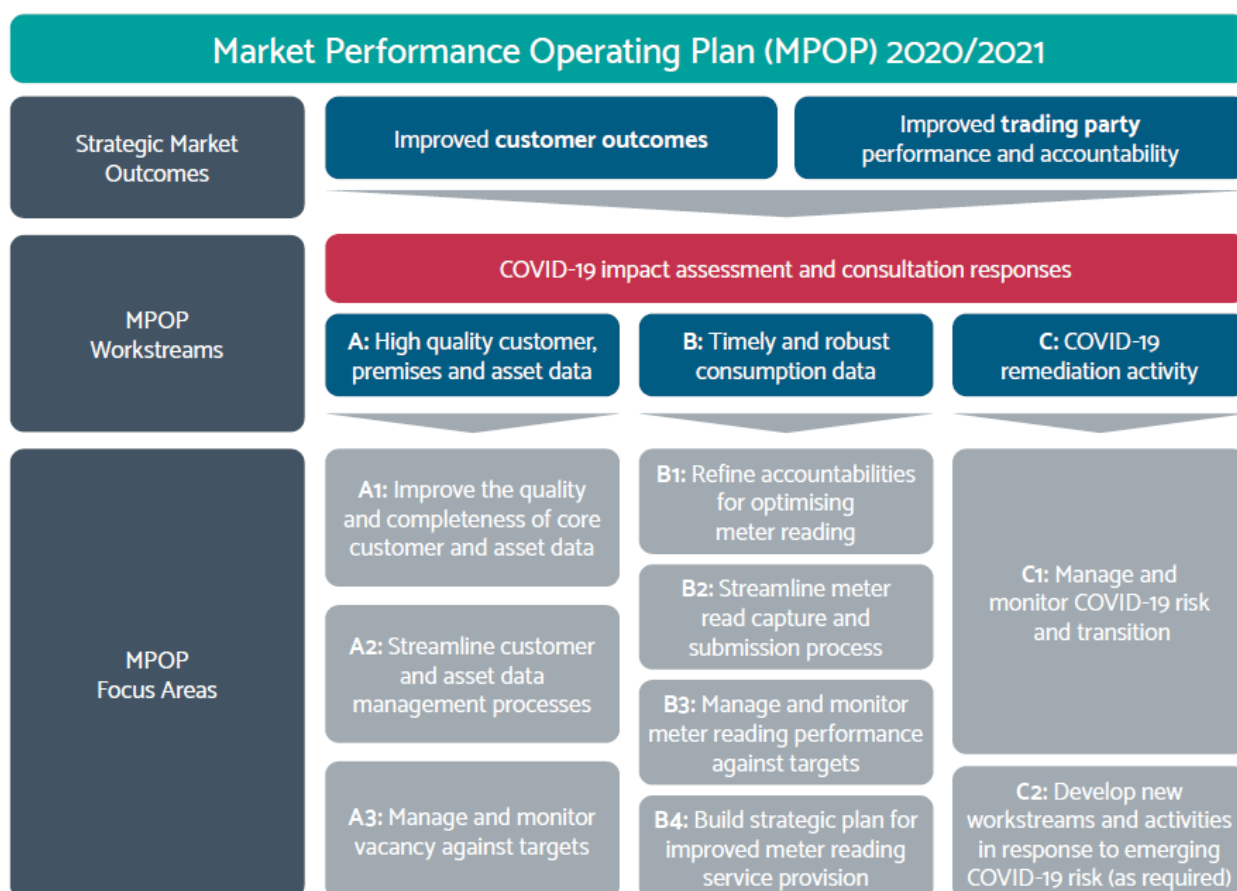 Market Performance Operating Plan (MPOP) 2020/2021
Strategic Market
Outcomes
Improved customer outcomes
Improved trading party
performance and accountability
MPOP
Workstreams
COVID-19 impact assessment and consultation responses
A: High quality customer,
premises and asset data
B: Timely and robust
consumption data
C: COVID-19
remediation activity
MPOP
Focus Areas
A1: Improve the quality
and completeness of core
customer and asset data
A2: Streamline customer
and asset data
management processes
A3: Manage and monitor
vacancy against targets
B1: Refine accountabilities
for optimising
meter reading
B2: Streamline meter
read capture and
submission process
B3: Manage and monitor
meter reading performance
against targets
B4: Build strategic plan for
improved meter reading
service provision
C1: Manage and
monitor COVID-19 risk
and transition
C2: Develop new
workstreams and activities
in response to emerging
COVID-19 risk (as required)